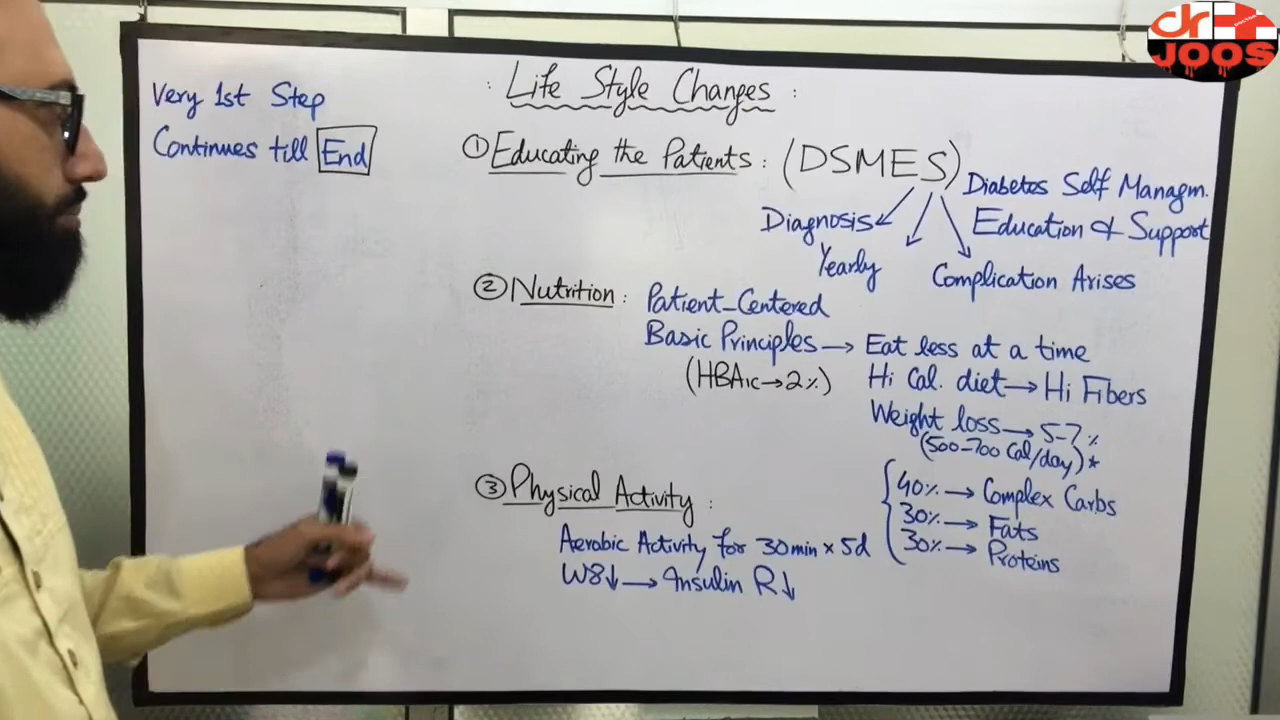 dr
JOOS
Very 1st Step
Continues till End
: Life Style Changes :
① Educating the Patients : (DSMES)
Diabetes Self Managm.
Education & Support
Diagnosis
Yearly
Complication Arises
② Nutrition : Patient-Centered
Basic Principles → Eat less at a time
(HBA1c → 2%)
Hi Cal. diet → Hi Fibers
Weight loss → 5-7%
(500-700 Cal/day)*
40% → Complex Carbs
30% → Fats
30% → Proteins
③ Physical Activity :
Aerobic Activity for 30min × 5d
W8↓ → Insulin R↓